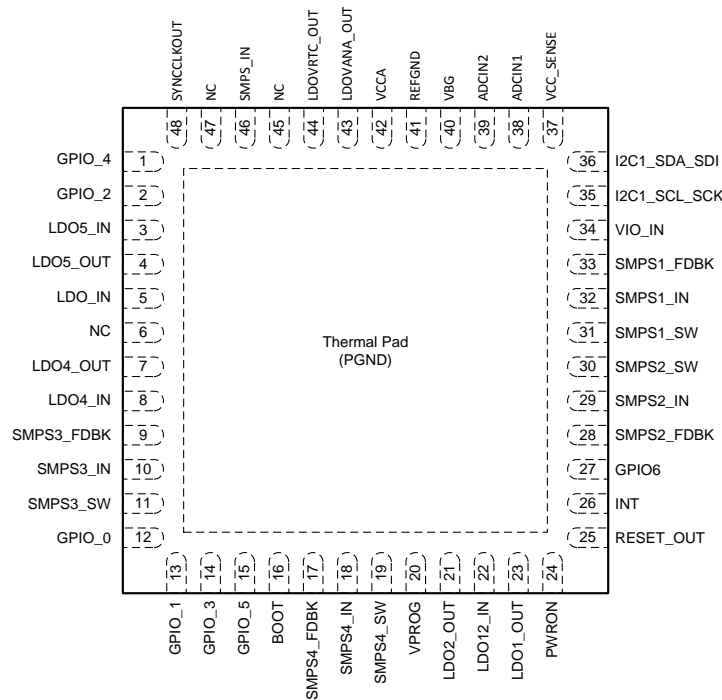 SYNCCLKOUT
NC
SMPS_IN
NC
LDOVRTC_OUT
LDOVANA_OUT
VCCA
REFGND
VBG
ADCIN2
ADCIN1
VCC_SENSE
48
47
46
45
44
43
42
41
40
39
38
37
GPIO_4 1
GPIO_2 2
LDO5_IN 3
LDO5_OUT 4
LDO_IN 5
NC 6
LDO4_OUT 7
LDO4_IN 8
SMPS3_FDBK 9
SMPS3_IN 10
SMPS3_SW 11
GPIO_0 12
Thermal Pad
(PGND)
36 I2C1_SDA_SDI
35 I2C1_SCL_SCK
34 VIO_IN
33 SMPS1_FDBK
32 SMPS1_IN
31 SMPS1_SW
30 SMPS2_SW
29 SMPS2_IN
28 SMPS2_FDBK
27 GPIO6
26 INT
25 RESET_OUT
13
14
15
16
17
18
19
20
21
22
23
24
GPIO_1
GPIO_3
GPIO_5
BOOT
SMPS4_FDBK
SMPS4_IN
SMPS4_SW
VPROG
LDO2_OUT
LDO12_IN
LDO1_OUT
PWRON